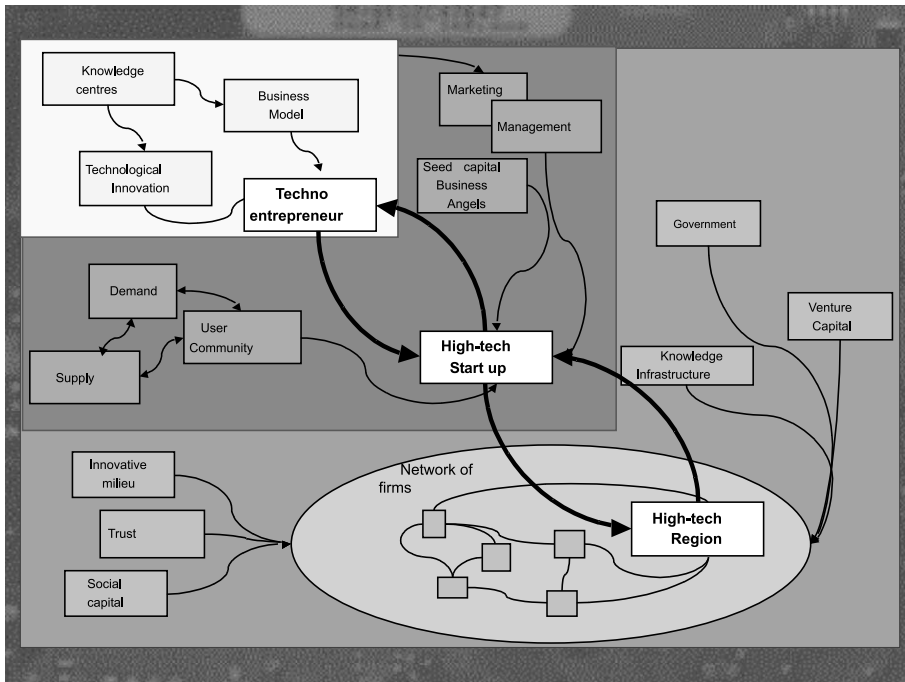 Knowledge
centres
Business
Model
Technological
Innovation
Techno
entrepreneur
Marketing
Management
Seed capital
Business
Angels
Government
Venture
Capital
Knowledge
Infrastructure
Demand
User
Community
Supply
High-tech
Start up
Innovative
milieu
Trust
Social
capital
Network of
firms
High-tech
Region